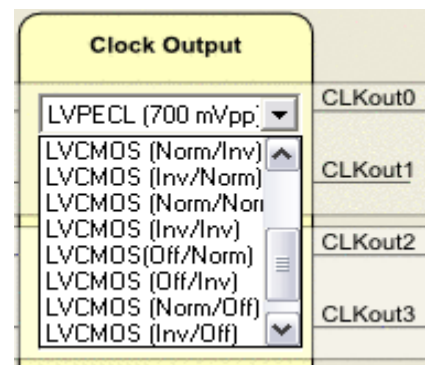 Clock Output
LVPECL (700 mVpp)
CLKout0
LVCMOS (Norm/Inv)
LVCMOS (Inv/Norm)
CLKout1
LVCMOS (Norm/Nor
LVCMOS (Inv/Inv)
LVCMOS(Off/Norm)
CLKout2
LVCMOS (Off/Inv)
LVCMOS (Norm/Off)
CLKout3
LVCMOS (Inv/Off)